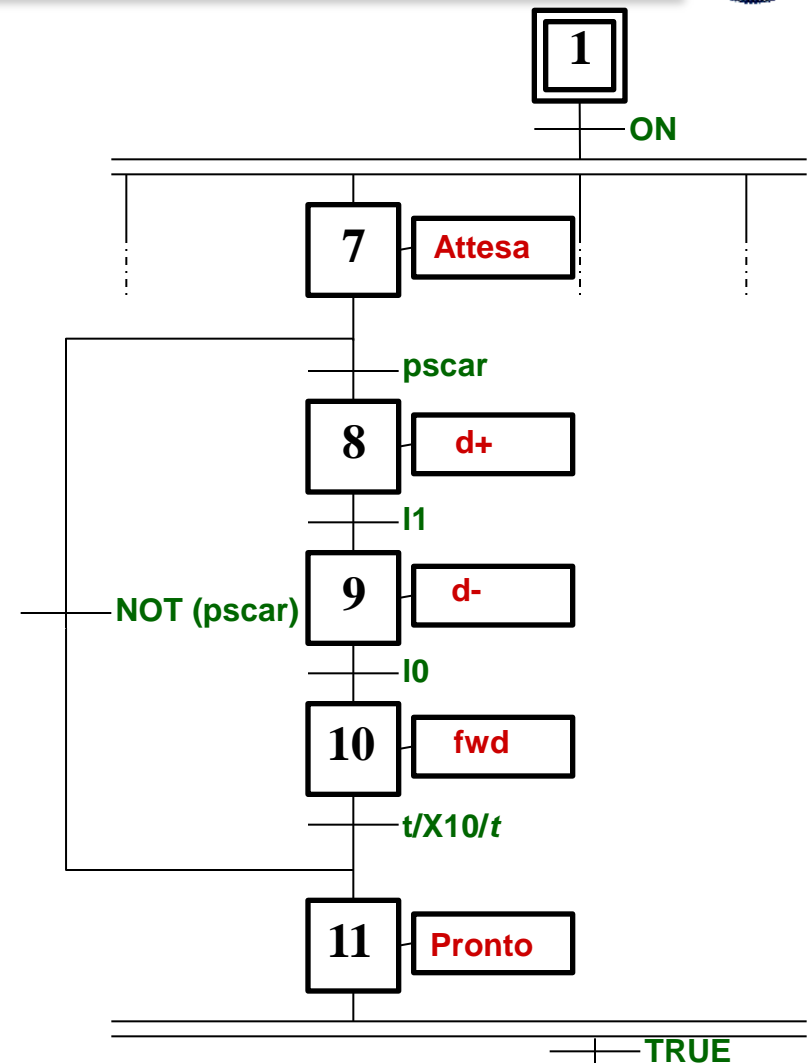 1
ON
7 Attesa
pscar
8 d+
l1
9 d-
NOT (pscar)
l0
10 fwd
t/X10/t
11 Pronto
TRUE